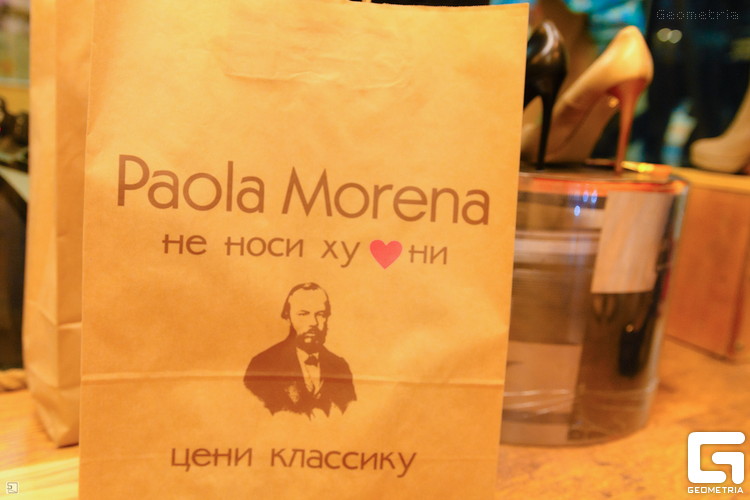 Geometria
Paola Morena
не носи ху❤ни
цени классику
G
GEOMETRIA